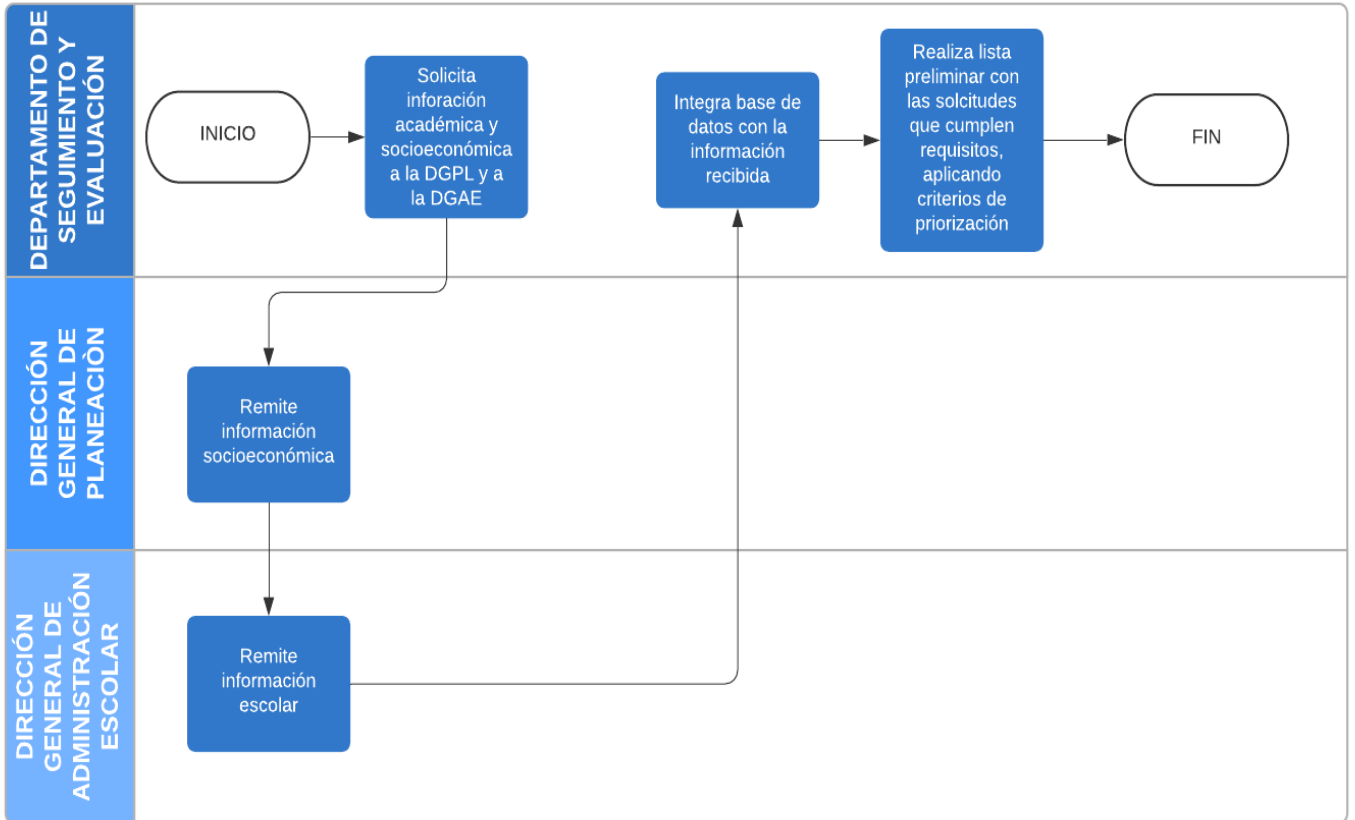 DEPARTAMENTO DE
SEGUIMIENTO Y
EVALUACIÓN
INICIO
Solicita
inforación
académica y
socioeconómica
a la DGPL y a
la DGAE
Integra base de
datos con la
información
recibida
Realiza lista
preliminar con
las solcitudes
que cumplen
requisitos,
aplicando
criterios de
priorización
FIN
DIRECCIÓN
GENERAL DE
PLANEACIÒN
Remite
información
socioeconómica
DIRECCIÓN
GENERAL DE
ADMINISTRACIÓN
ESCOLAR
Remite
información
escolar